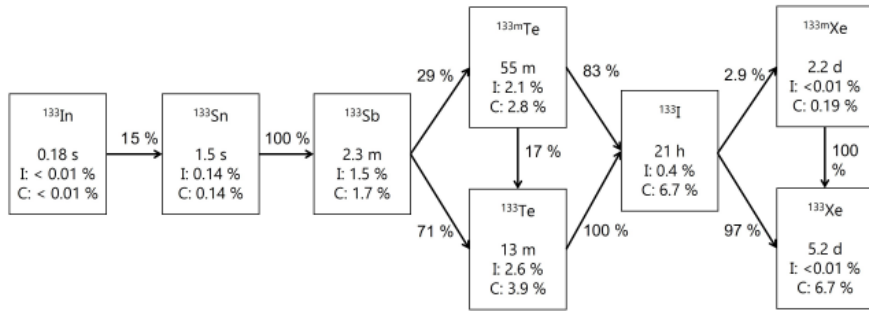 ¹³³In
0.18 s
I: < 0.01 %
C: < 0.01 %
15 %
¹³³Sn
1.5 s
I: 0.14 %
C: 0.14 %
100 %
¹³³Sb
2.3 m
I: 1.5 %
C: 1.7 %
29 %
71 %
¹³³ᵐTe
55 m
I: 2.1 %
C: 2.8 %
17 %
¹³³Te
13 m
I: 2.6 %
C: 3.9 %
83 %
100 %
¹³³I
21 h
I: 0.4 %
C: 6.7 %
2.9 %
97 %
¹³³ᵐXe
2.2 d
I: <0.01 %
C: 0.19 %
100
%
¹³³Xe
5.2 d
I: <0.01 %
C: 6.7 %